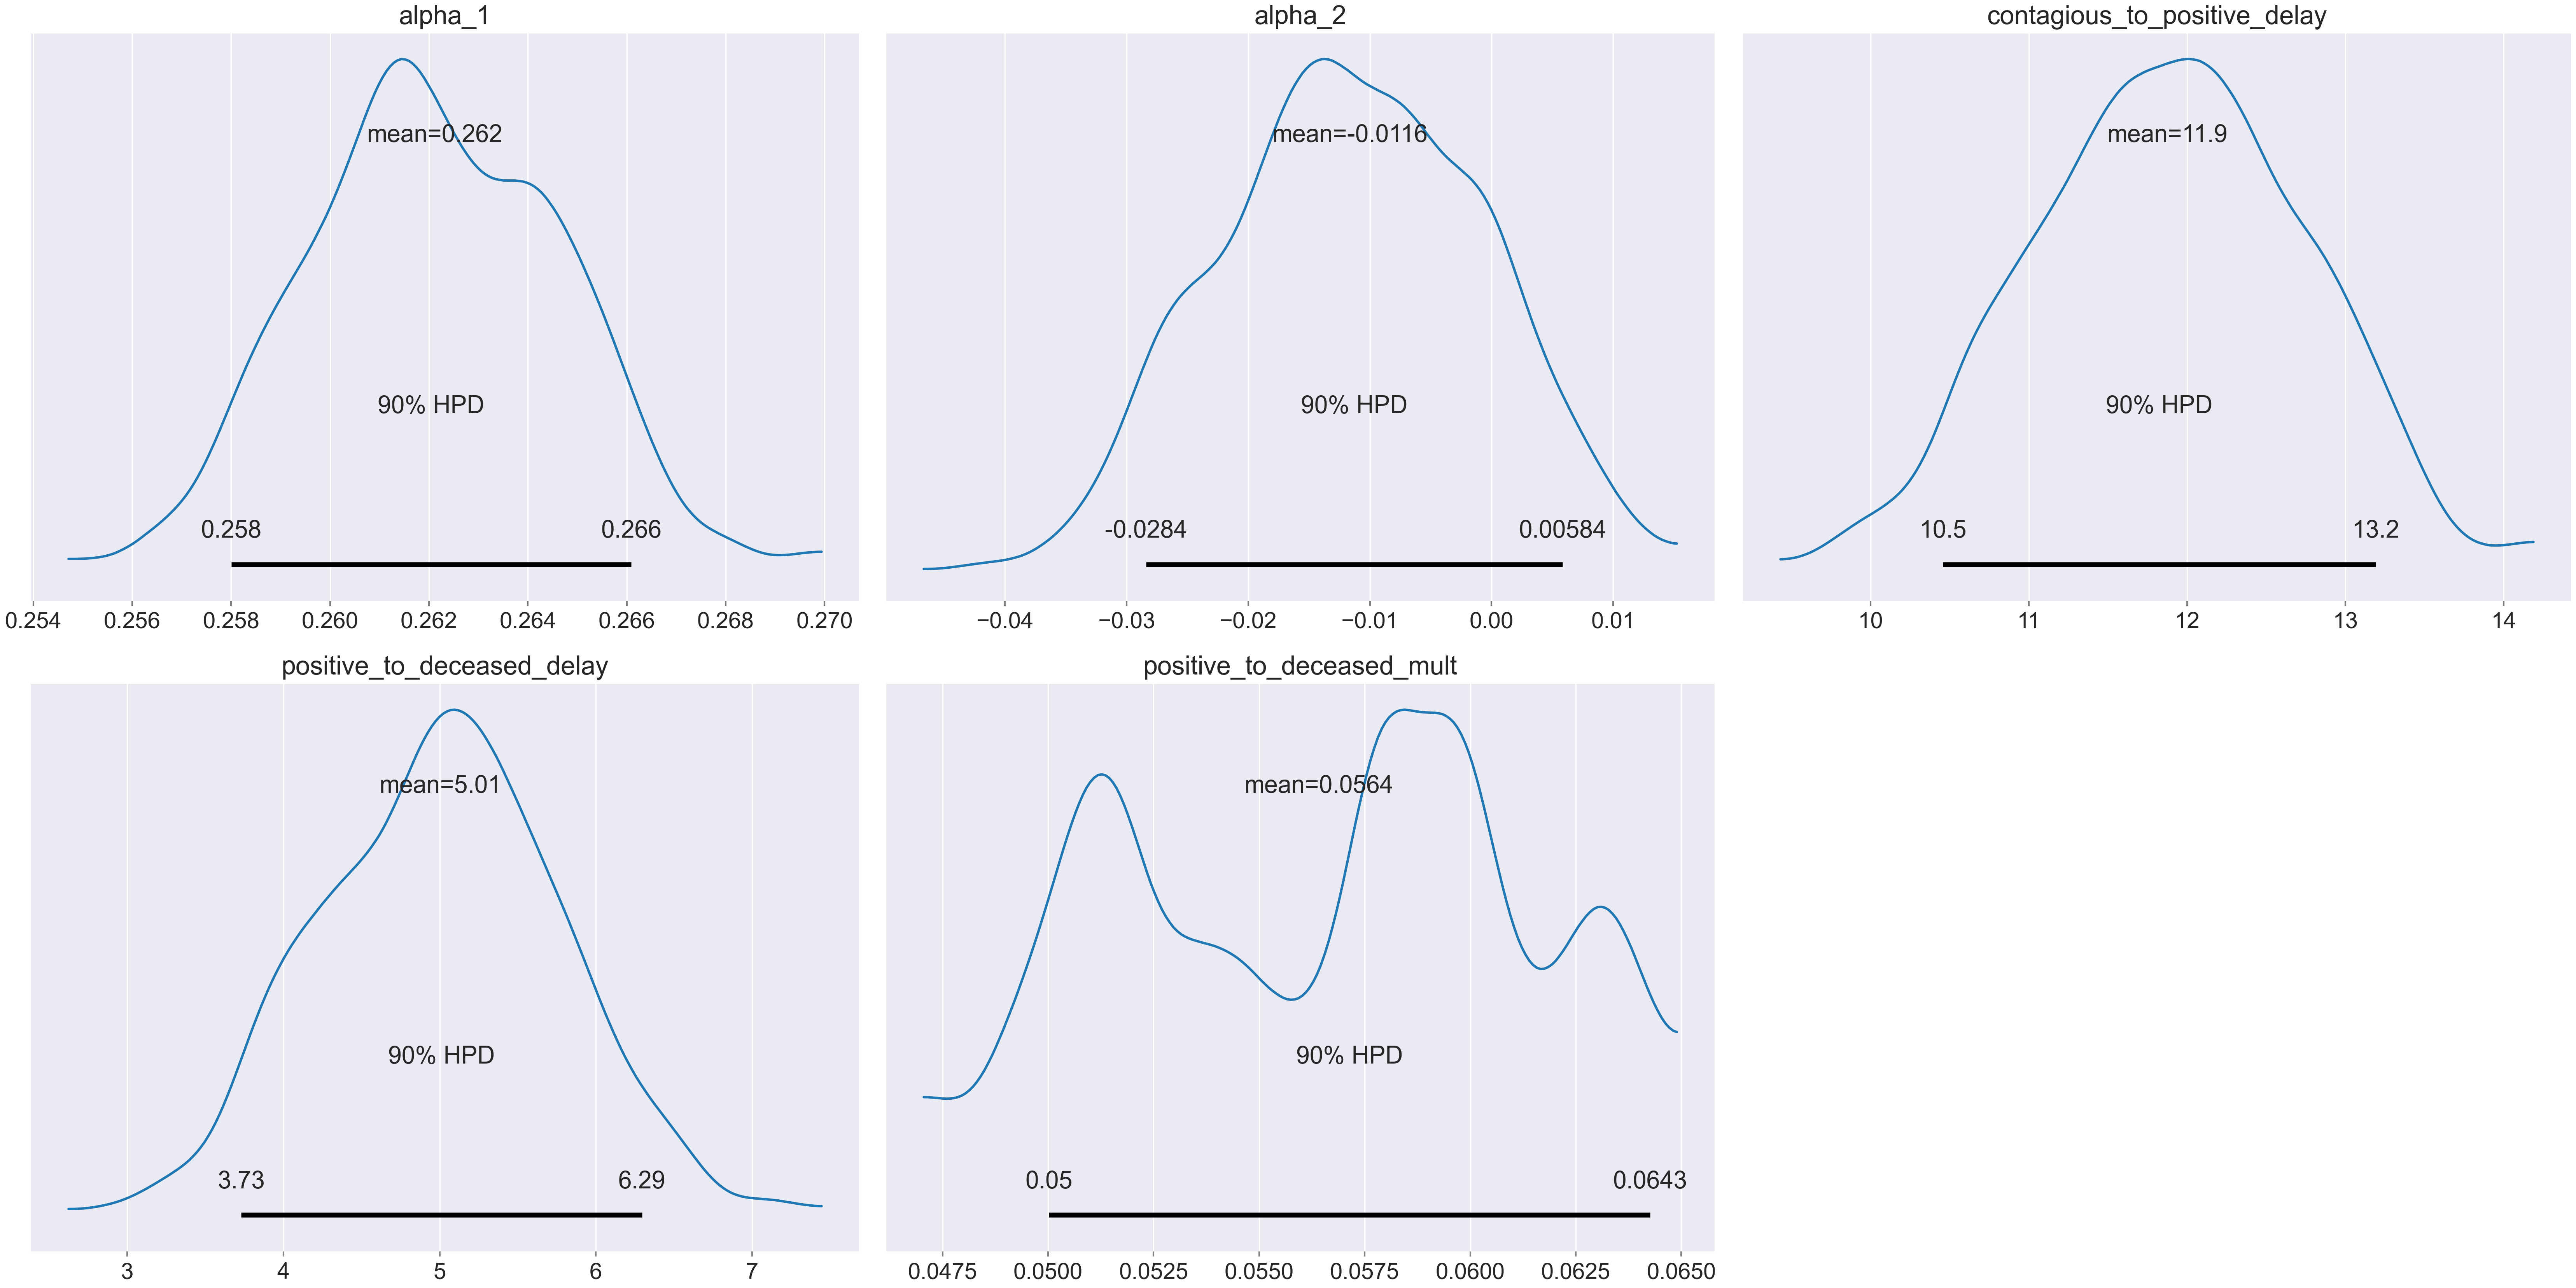 alpha_1
mean=0.262
90% HPD
0.258 0.266
0.254 0.256 0.258 0.260 0.262 0.264 0.266 0.268 0.270
alpha_2
mean=-0.0116
90% HPD
-0.0284 0.00584
−0.04 −0.03 −0.02 −0.01 0.00 0.01
contagious_to_positive_delay
mean=11.9
90% HPD
10.5 13.2
10 11 12 13 14
positive_to_deceased_delay
mean=5.01
90% HPD
3.73 6.29
3 4 5 6 7
positive_to_deceased_mult
mean=0.0564
90% HPD
0.05 0.0643
0.0475 0.0500 0.0525 0.0550 0.0575 0.0600 0.0625 0.0650